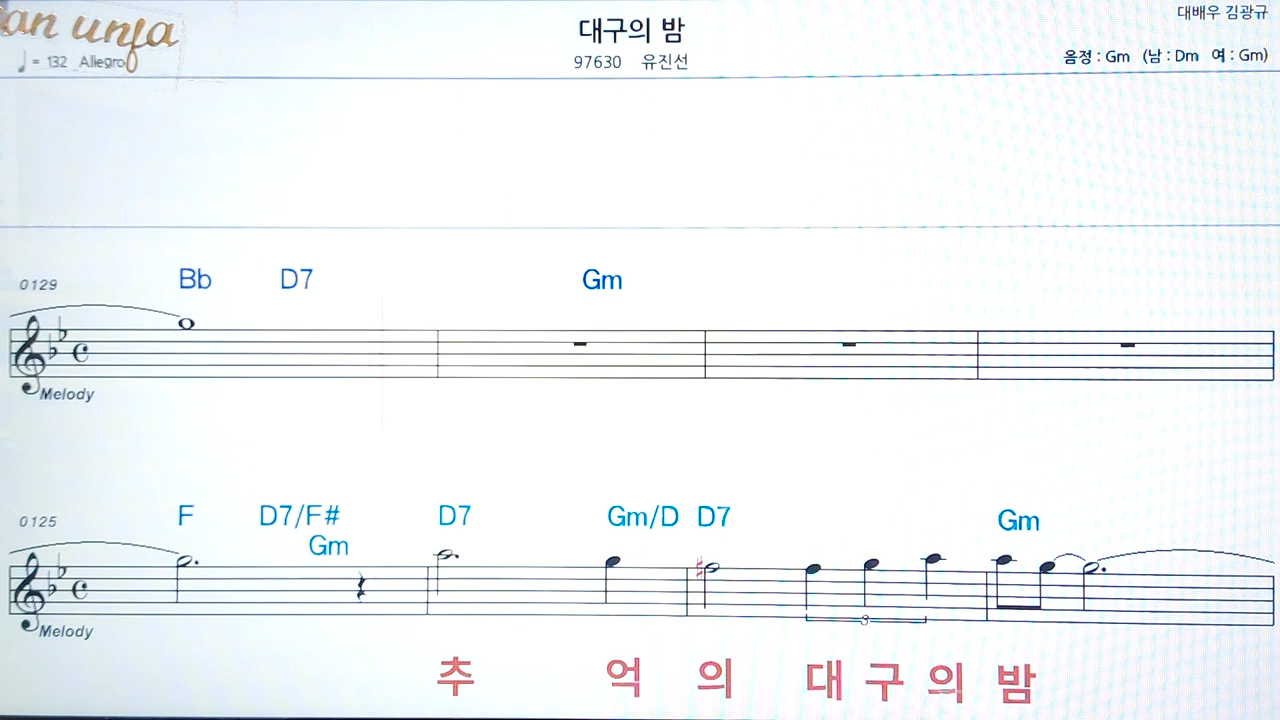 대배우 김광규
대구의 밤
♩= 132 Allegro
97630 유진선
음정 : Gm (남 : Dm 여 : Gm)
0129 Bb D7 Gm
Melody
0125 F D7/F# D7 Gm/D D7 Gm
Gm
3
Melody
추 억 의 대 구 의 밤